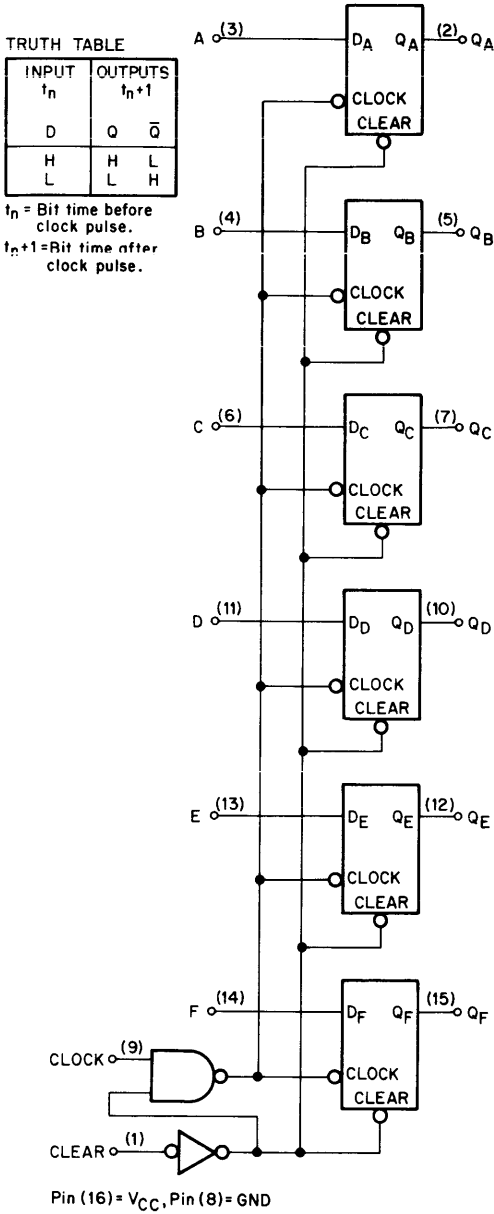 TRUTH TABLE
INPUT OUTPUTS
tn tn+1
D Q Q̅
H H L
L L H
tn = Bit time before
clock pulse.
tn+1 = Bit time after
clock pulse.
A (3) DA QA (2) QA
CLOCK
CLEAR
B (4) DB QB (5) QB
CLOCK
CLEAR
C (6) DC QC (7) QC
CLOCK
CLEAR
D (11) DD QD (10) QD
CLOCK
CLEAR
E (13) DE QE (12) QE
CLOCK
CLEAR
F (14) DF QF (15) QF
CLOCK (9) CLOCK
CLEAR
CLEAR (1)
Pin (16) = VCC, Pin (8) = GND